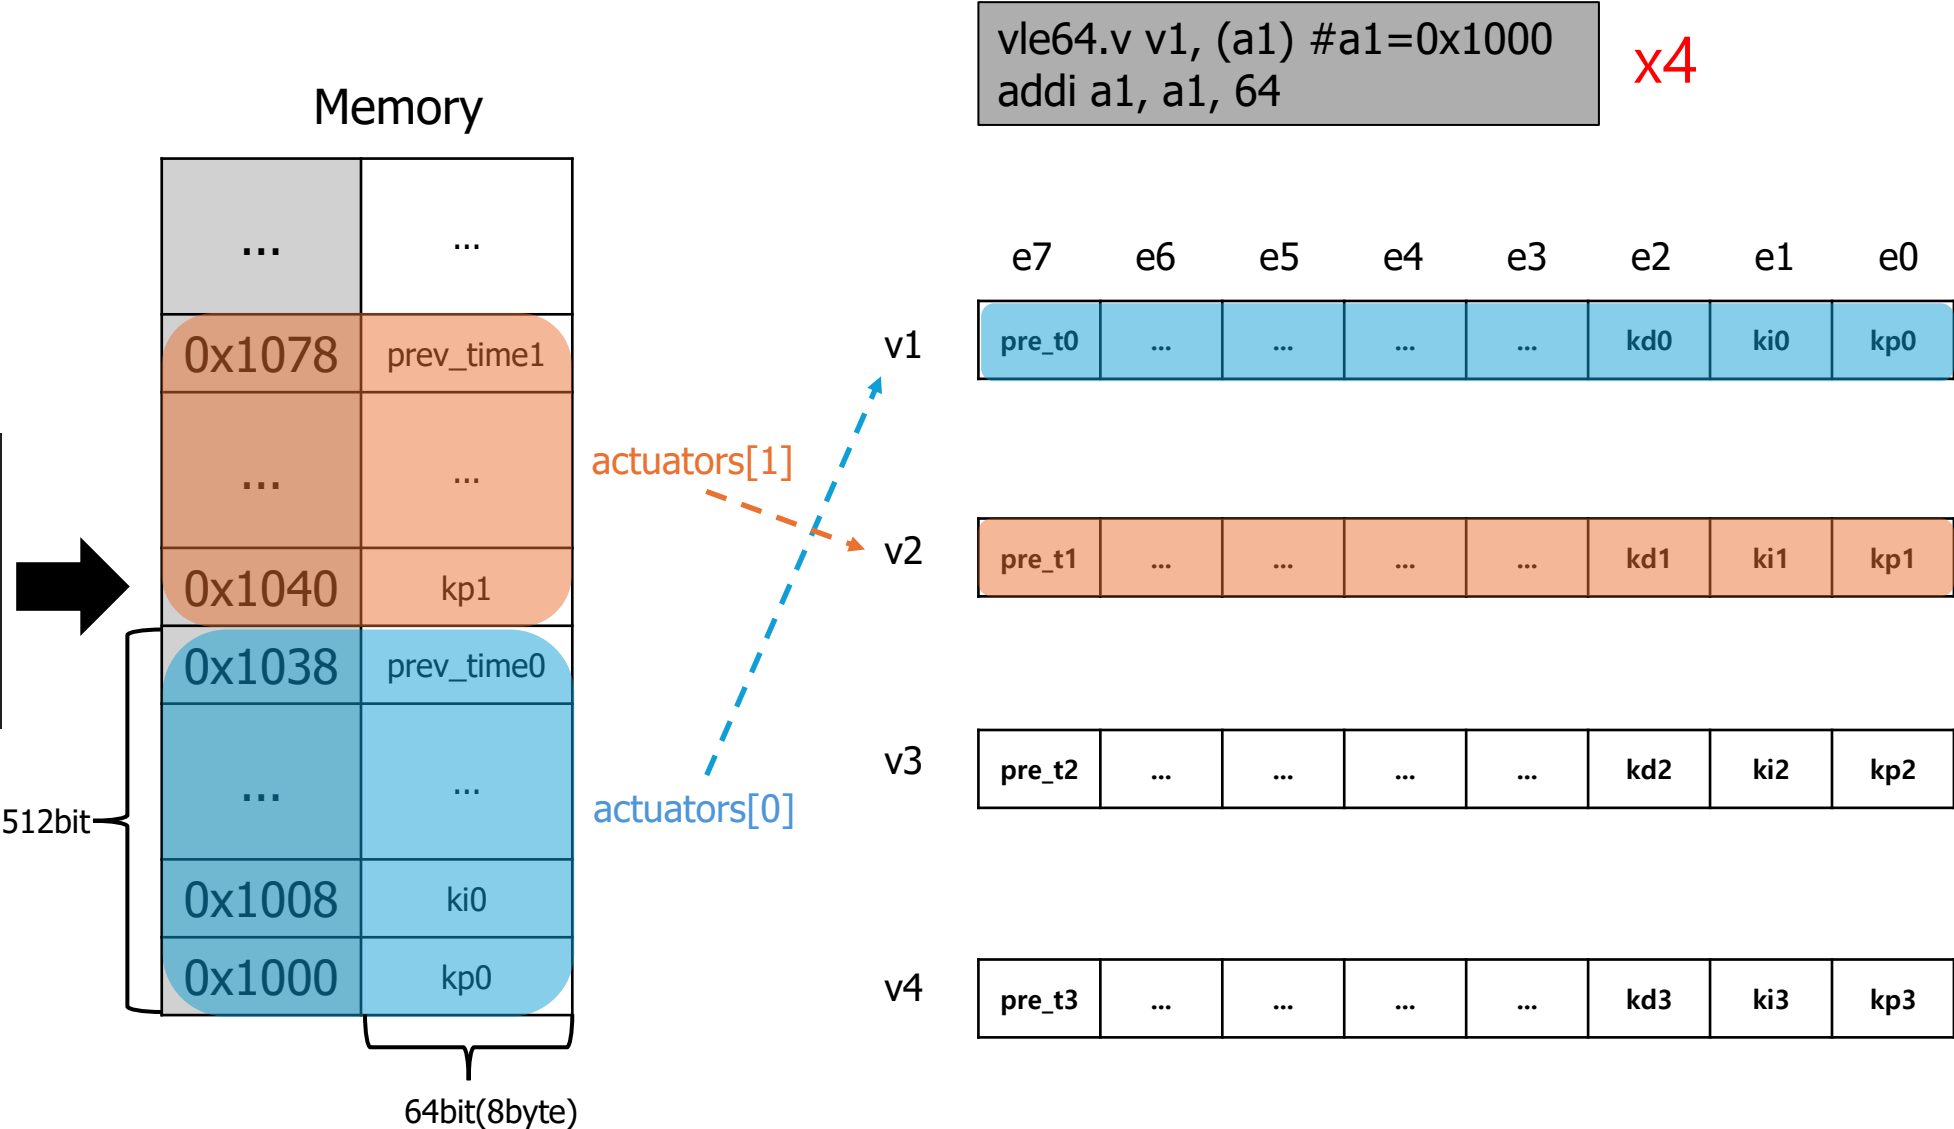 vle64.v v1, (a1) #a1=0x1000
addi a1, a1, 64
x4
Memory
... ...
0x1078 prev_time1
... ...
0x1040 kp1
0x1038 prev_time0
... ...
0x1008 ki0
0x1000 kp0
512bit
64bit(8byte)
actuators[1]
actuators[0]
e7 e6 e5 e4 e3 e2 e1 e0
v1 pre_t0 ... ... ... ... kd0 ki0 kp0
v2 pre_t1 ... ... ... ... kd1 ki1 kp1
v3 pre_t2 ... ... ... ... kd2 ki2 kp2
v4 pre_t3 ... ... ... ... kd3 ki3 kp3